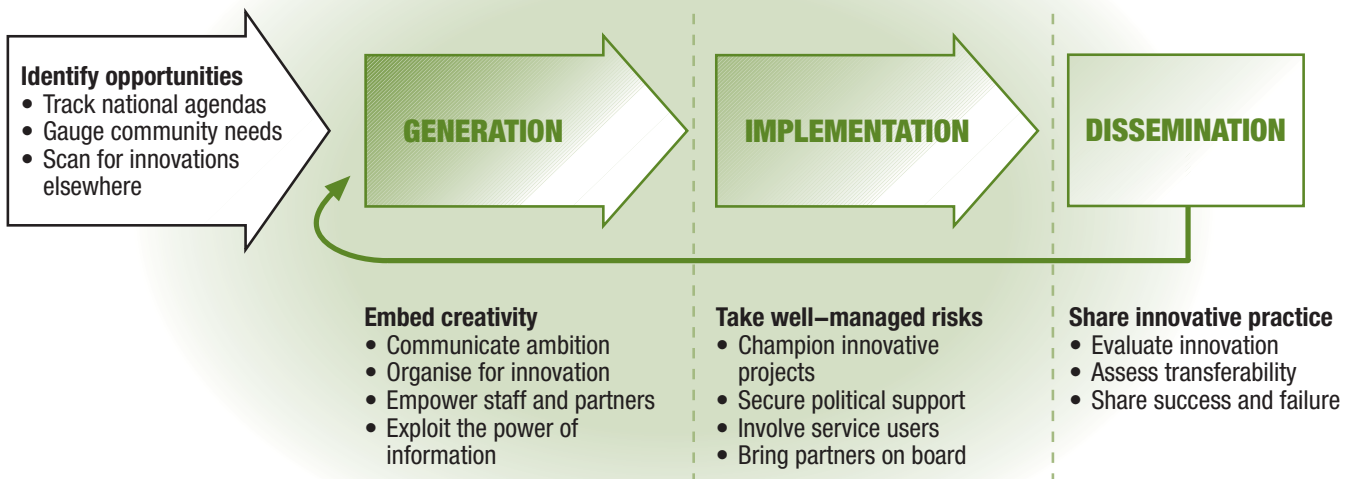 Identify opportunities
• Track national agendas
• Gauge community needs
• Scan for innovations
elsewhere
GENERATION
IMPLEMENTATION
DISSEMINATION
Embed creativity
• Communicate ambition
• Organise for innovation
• Empower staff and partners
• Exploit the power of
information
Take well–managed risks
• Champion innovative
projects
• Secure political support
• Involve service users
• Bring partners on board
Share innovative practice
• Evaluate innovation
• Assess transferability
• Share success and failure